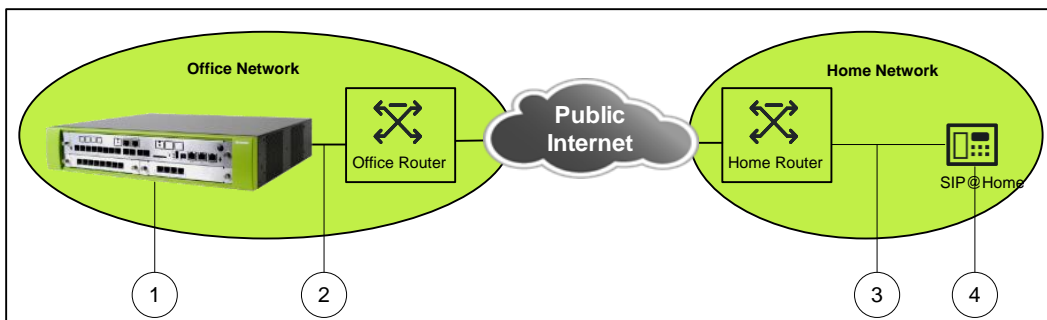 Office Network
Home Network
Public
Internet
Office Router
Home Router
SIP@Home
1
2
3
4